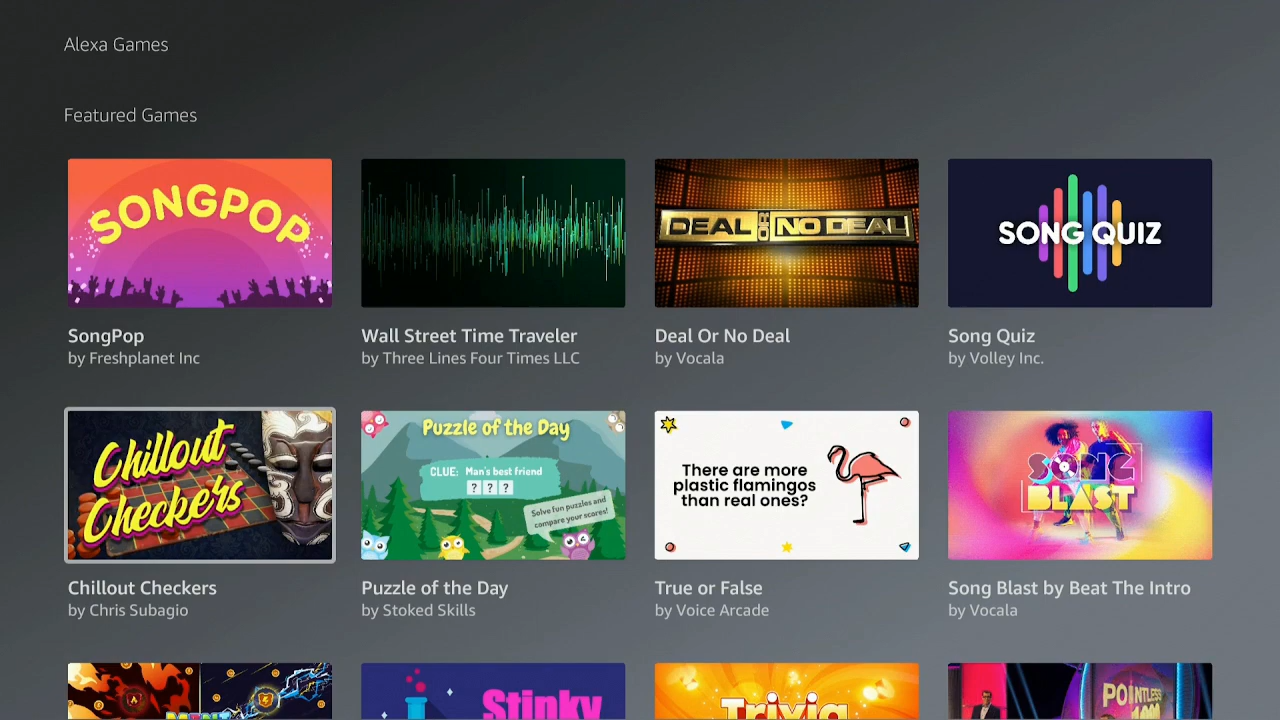 Alexa Games
Featured Games
SONGPOP
DEAL OR NO DEAL
SONG QUIZ
SongPop
by Freshplanet Inc
Wall Street Time Traveler
by Three Lines Four Times LLC
Deal Or No Deal
by Vocala
Song Quiz
by Volley Inc.
Chillout
Checkers
Puzzle of the Day
CLUE: Man's best friend
? ? ?
Solve fun puzzles and
compare your scores!
There are more
plastic flamingos
than real ones?
SONG
BLAST
Chillout Checkers
by Chris Subagio
Puzzle of the Day
by Stoked Skills
True or False
by Voice Arcade
Song Blast by Beat The Intro
by Vocala
Stinky
Trivia
POINTLESS